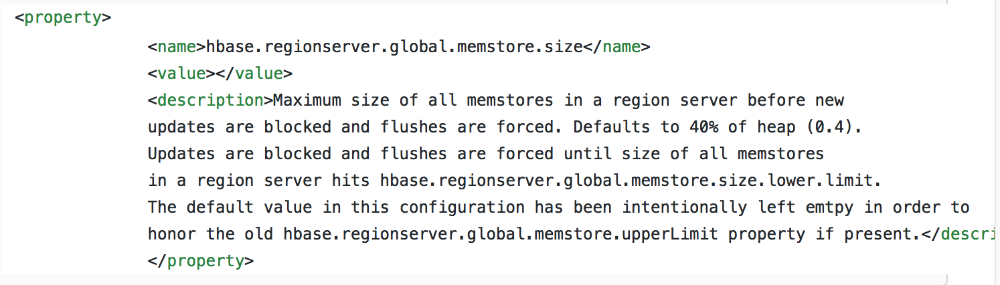 <property>
<name>hbase.regionserver.global.memstore.size</name>
<value></value>
<description>Maximum size of all memstores in a region server before new
updates are blocked and flushes are forced. Defaults to 40% of heap (0.4).
Updates are blocked and flushes are forced until size of all memstores
in a region server hits hbase.regionserver.global.memstore.size.lower.limit.
The default value in this configuration has been intentionally left emtpy in order to
honor the old hbase.regionserver.global.memstore.upperLimit property if present.</descri
</property>